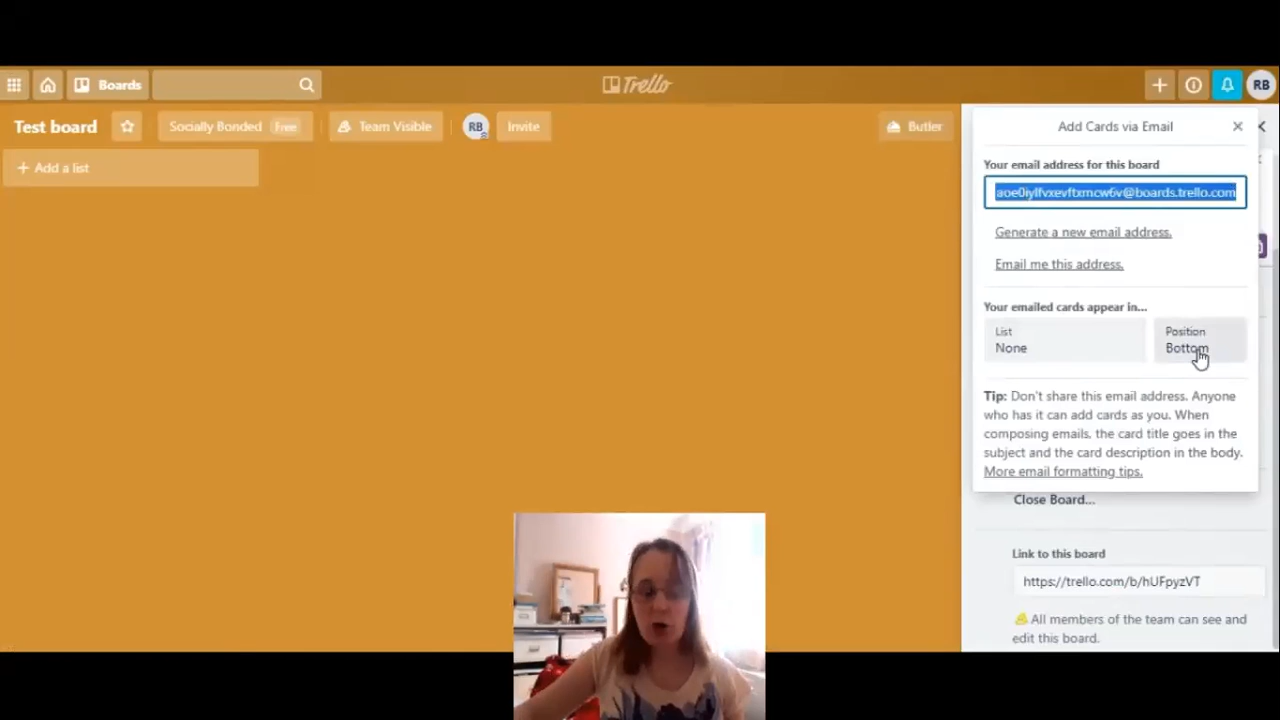 Boards
Trello
RB
Test board
Socially Bonded Free
Team Visible
RB
Invite
Butler
+ Add a list
Add Cards via Email
Your email address for this board
aoe0iylfvxevftxmcw6v@boards.trello.com
Generate a new email address.
Email me this address.
Your emailed cards appear in...
List
None
Position
Bottom
Tip: Don't share this email address. Anyone
who has it can add cards as you. When
composing emails, the card title goes in the
subject and the card description in the body.
More email formatting tips.
Close Board...
Link to this board
https://trello.com/b/hUFpyzVT
All members of the team can see and
edit this board.